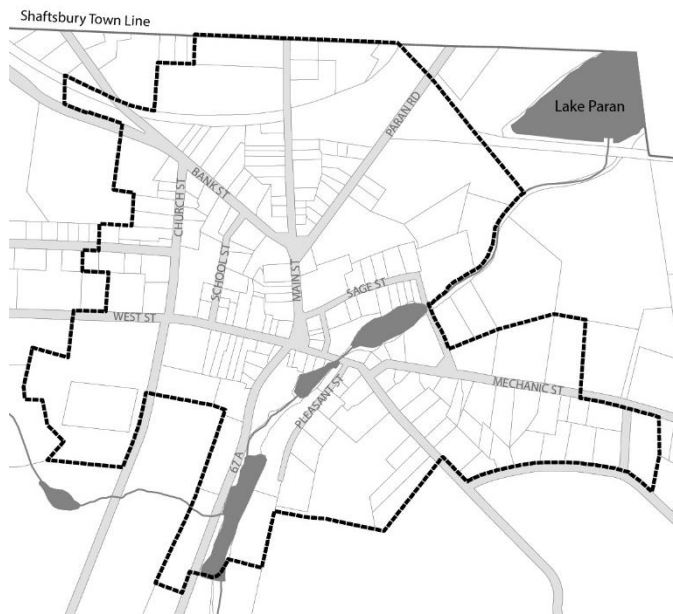 Shaftsbury Town Line
Lake Paran
PARAN RD
BANK ST
CHURCH ST
SCHOOL ST
MAIN ST
SAGE ST
WEST ST
PLEASANT ST
MECHANIC ST
67 A